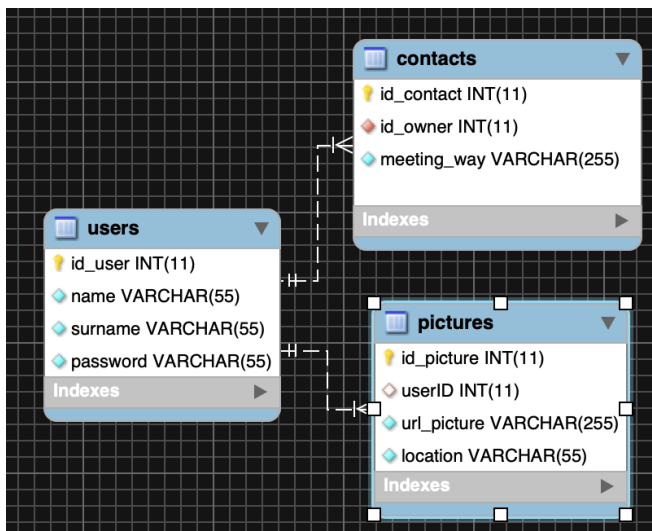 contacts
id_contact INT(11)
id_owner INT(11)
meeting_way VARCHAR(255)
Indexes
users
id_user INT(11)
name VARCHAR(55)
surname VARCHAR(55)
password VARCHAR(55)
Indexes
pictures
id_picture INT(11)
userID INT(11)
url_picture VARCHAR(255)
location VARCHAR(55)
Indexes